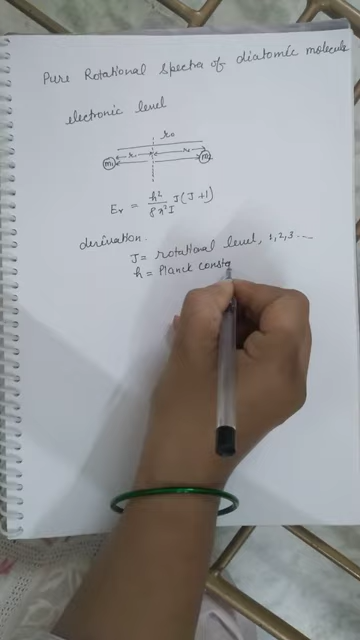 Pure Rotational spectra of diatomic molecule
electronic level
r₀
m₁ r₁ c r₂ m₂
Eᵣ = h²/8π²I J(J+1)
derivation.
J = rotational level, 1,2,3 ---
h = Planck consta